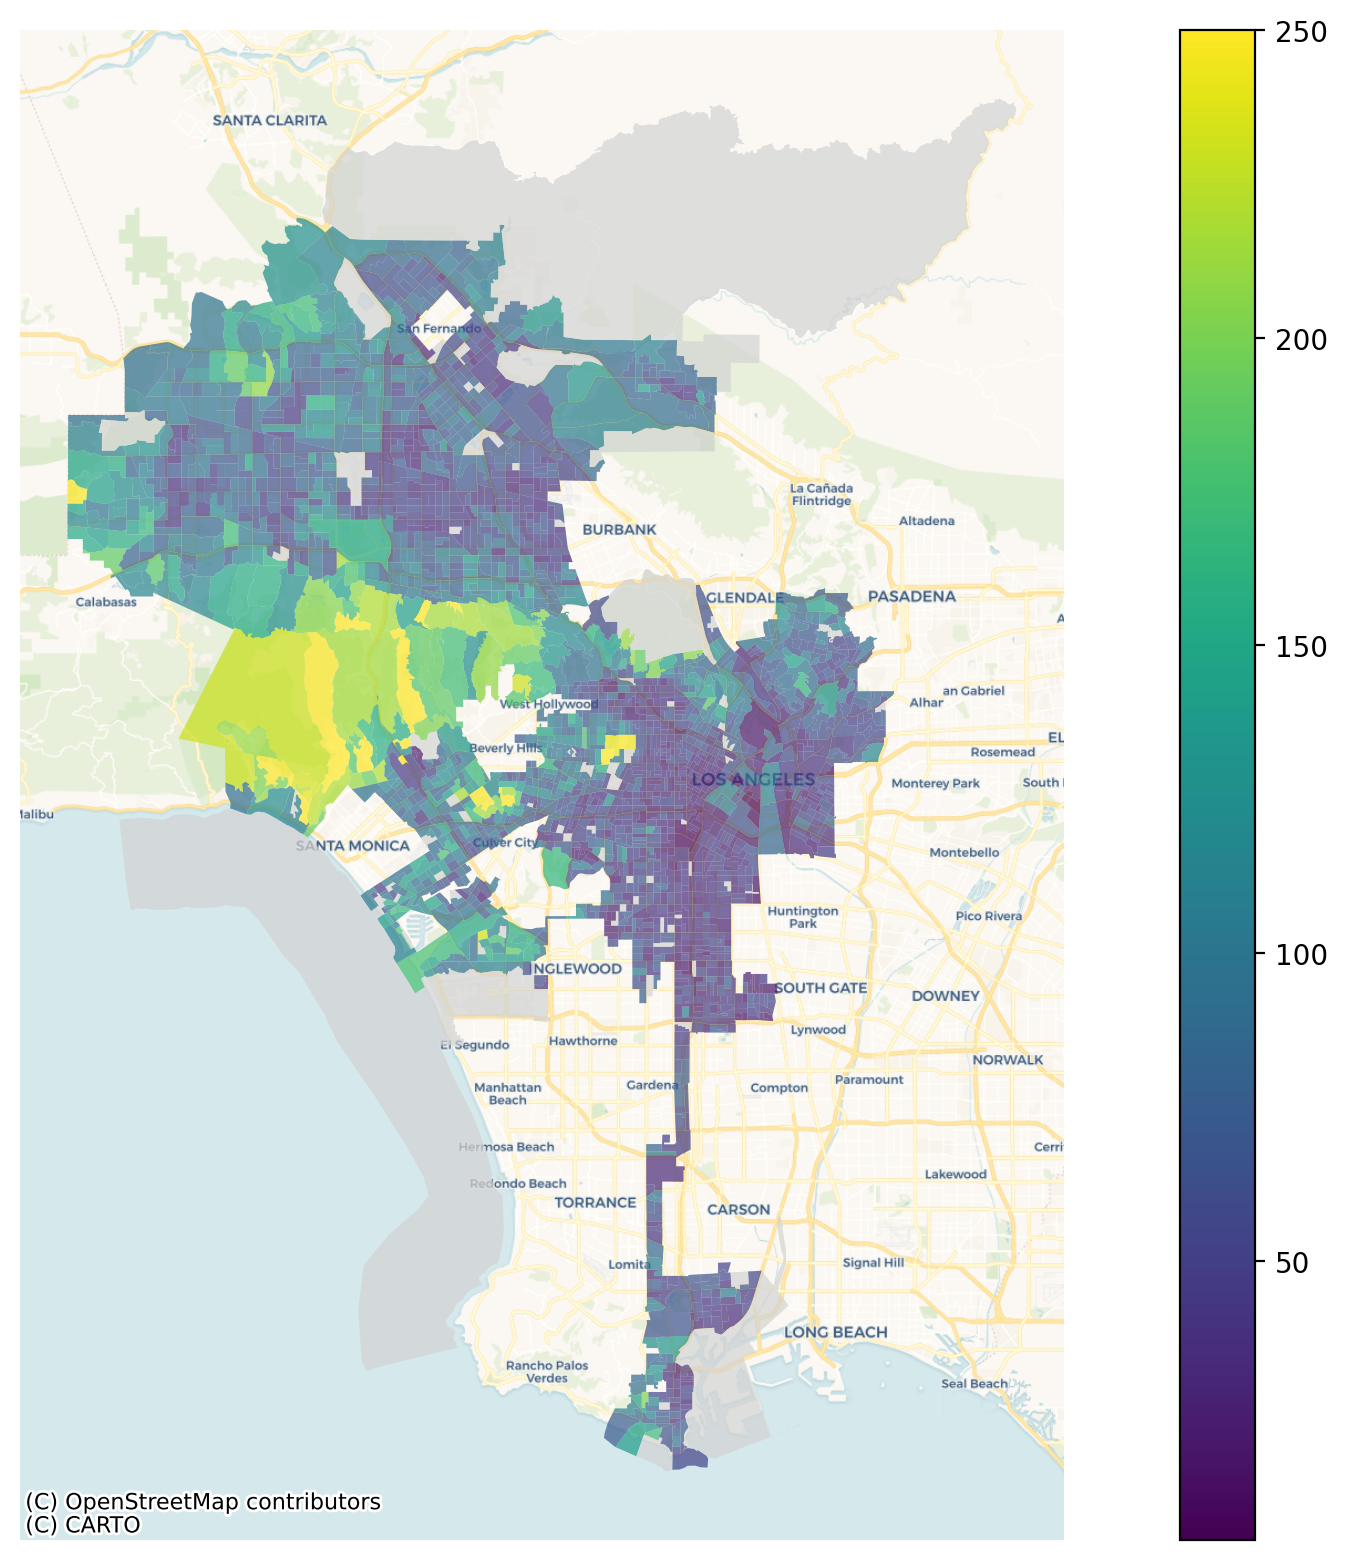 250
SANTA CLARITA
200
San Fernando
La Cañada
Flintridge
Altadena
BURBANK
Calabasas
GLENDALE
PASADENA
A
150
an Gabriel
Alhar
West Hollywood
EL
Beverly Hills
Rosemead
LOS ANGELES
Monterey Park
South
Malibu
SANTA MONICA
Culver City
Montebello
Huntington
Park
Pico Rivera
100
INGLEWOOD
SOUTH GATE
DOWNEY
Lynwood
El Segundo
Hawthorne
NORWALK
Manhattan
Beach
Gardena
Compton
Paramount
Hermosa Beach
Cerri
Lakewood
Redondo Beach
TORRANCE
CARSON
Lomita
Signal Hill
50
LONG BEACH
Rancho Palos
Verdes
Seal Beach
(C) OpenStreetMap contributors
(C) CARTO